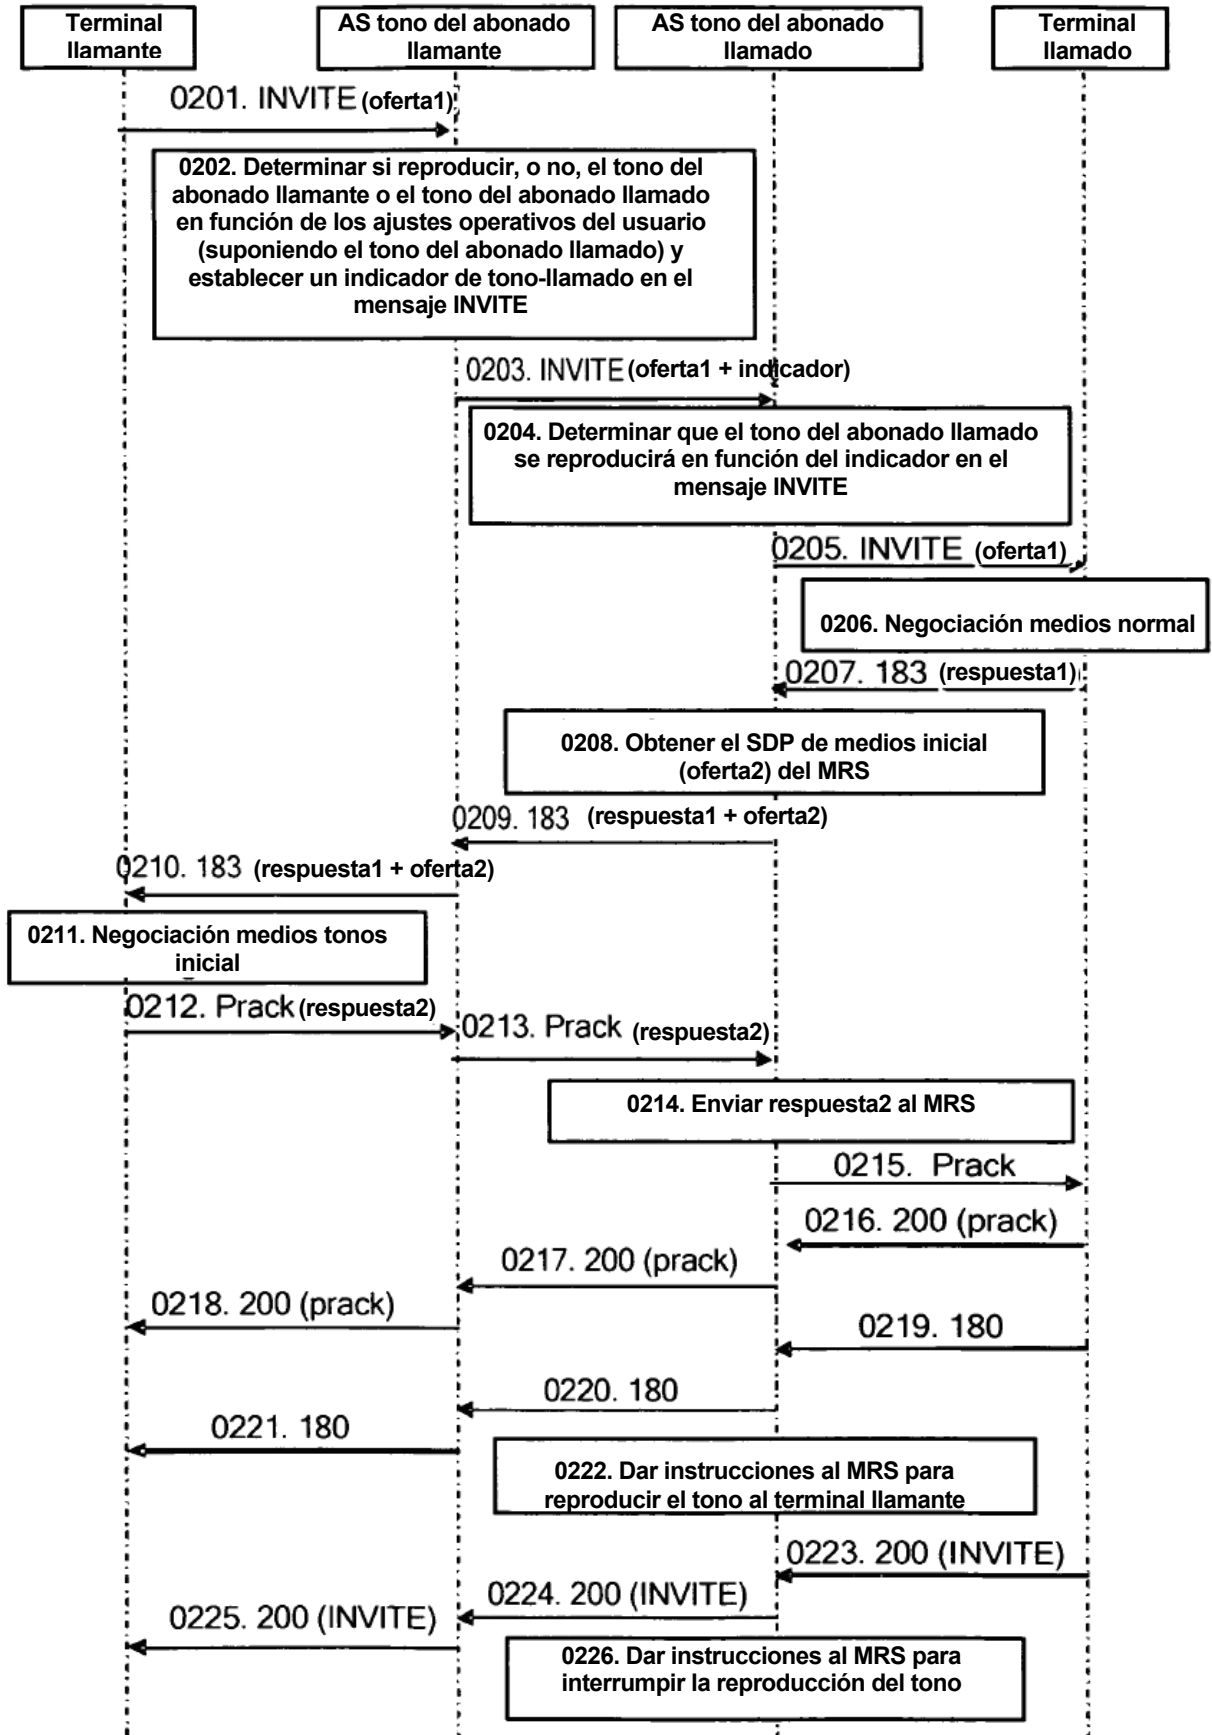 Terminal
llamante
AS tono del abonado
llamante
AS tono del abonado
llamado
Terminal
llamado
0201. INVITE (oferta1)
0202. Determinar si reproducir, o no, el tono del
abonado llamante o el tono del abonado llamado
en función de los ajustes operativos del usuario
(suponiendo el tono del abonado llamado) y
establecer un indicador de tono-llamado en el
mensaje INVITE
0203. INVITE (oferta1 + indicador)
0204. Determinar que el tono del abonado llamado
se reproducirá en función del indicador en el
mensaje INVITE
0205. INVITE (oferta1)
0206. Negociación medios normal
0207. 183 (respuesta1)
0208. Obtener el SDP de medios inicial
(oferta2) del MRS
0209. 183 (respuesta1 + oferta2)
0210. 183 (respuesta1 + oferta2)
0211. Negociación medios tonos
inicial
0212. Prack (respuesta2)
0213. Prack (respuesta2)
0214. Enviar respuesta2 al MRS
0215. Prack
0216. 200 (prack)
0217. 200 (prack)
0218. 200 (prack)
0219. 180
0220. 180
0221. 180
0222. Dar instrucciones al MRS para
reproducir el tono al terminal llamante
0223. 200 (INVITE)
0224. 200 (INVITE)
0225. 200 (INVITE)
0226. Dar instrucciones al MRS para
interrumpir la reproducción del tono